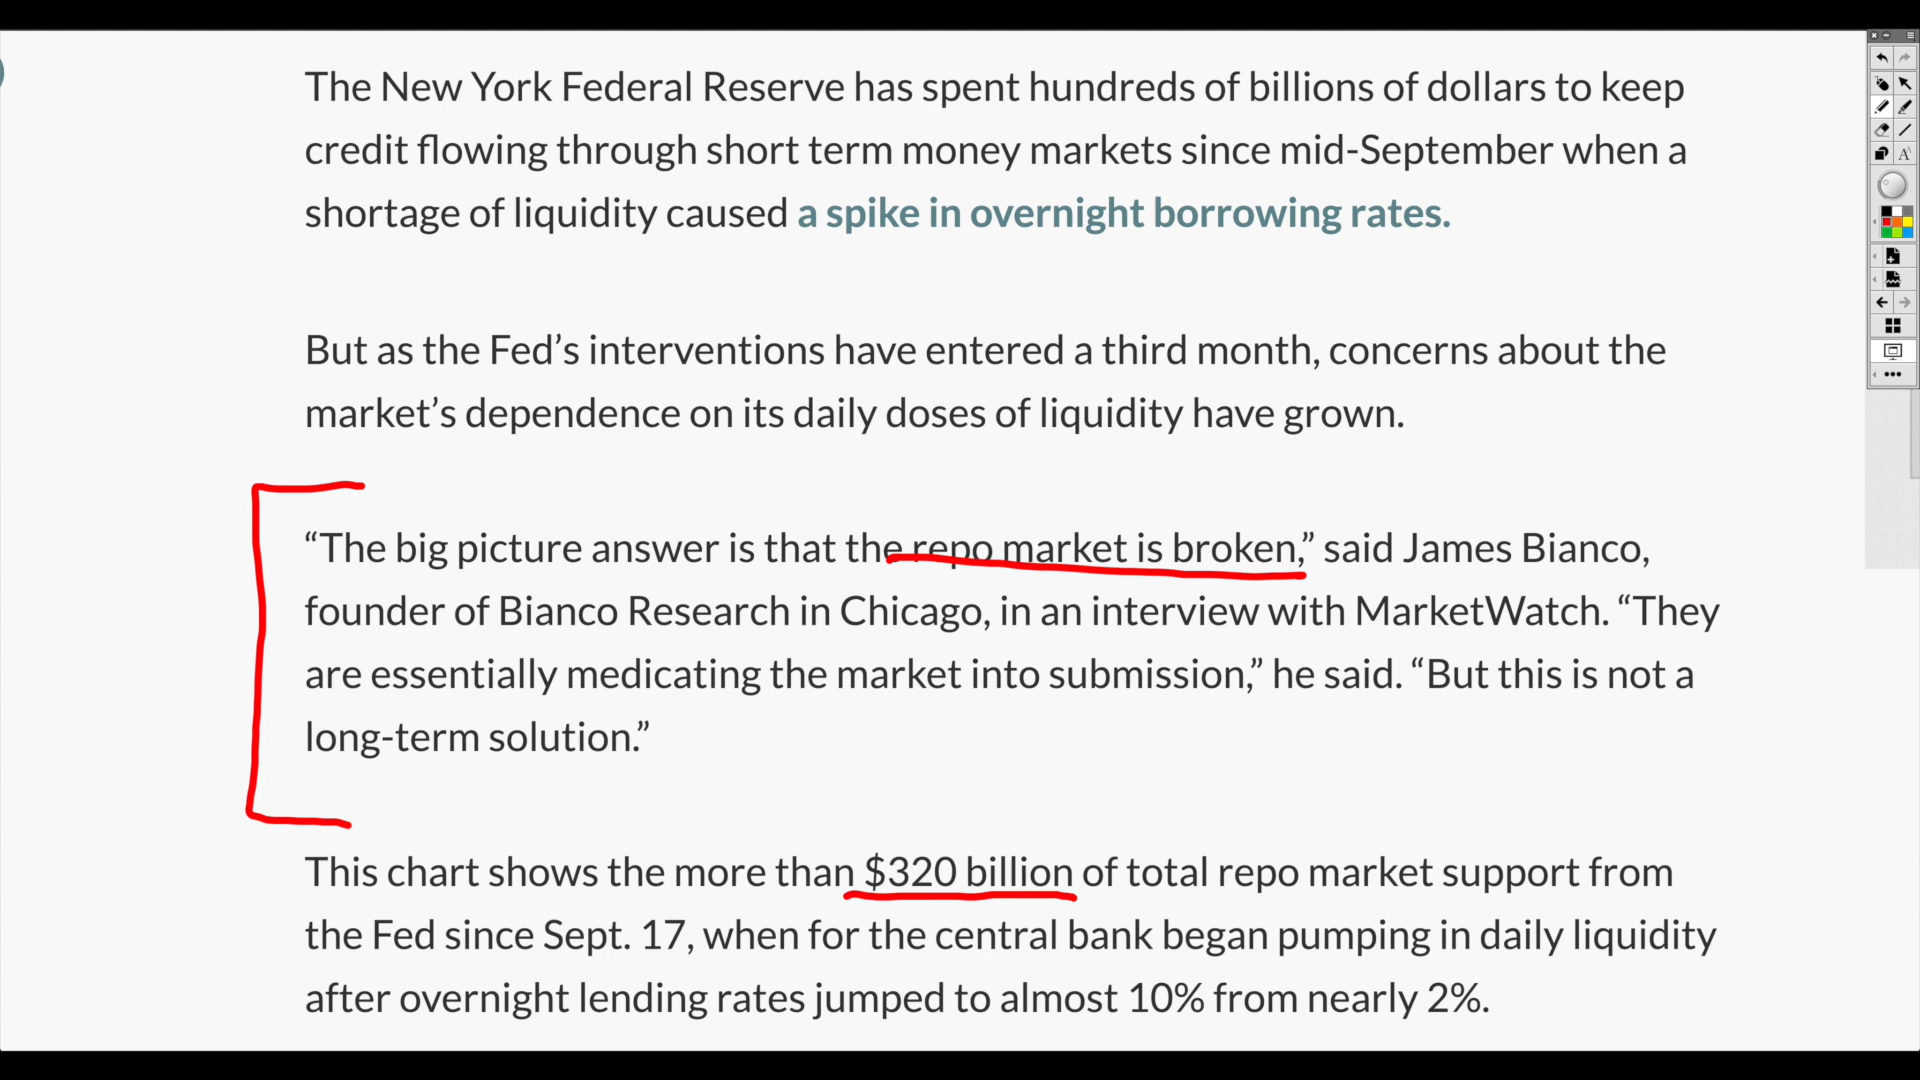 The New York Federal Reserve has spent hundreds of billions of dollars to keep
credit flowing through short term money markets since mid-September when a
shortage of liquidity caused a spike in overnight borrowing rates.
But as the Fed’s interventions have entered a third month, concerns about the
market’s dependence on its daily doses of liquidity have grown.
“The big picture answer is that the repo market is broken,” said James Bianco,
founder of Bianco Research in Chicago, in an interview with MarketWatch. “They
are essentially medicating the market into submission,” he said. “But this is not a
long-term solution.”
This chart shows the more than $320 billion of total repo market support from
the Fed since Sept. 17, when for the central bank began pumping in daily liquidity
after overnight lending rates jumped to almost 10% from nearly 2%.